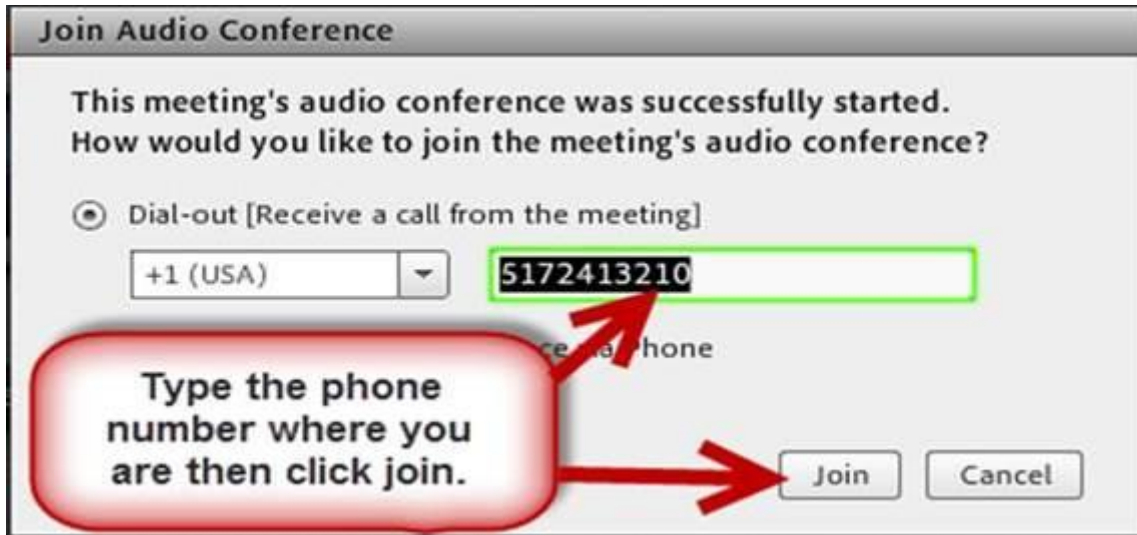 Join Audio Conference
This meeting's audio conference was successfully started.
How would you like to join the meeting's audio conference?
Dial-out [Receive a call from the meeting]
+1 (USA)
5172413210
Phone
Type the phone
number where you
are then click join.
Join
Cancel